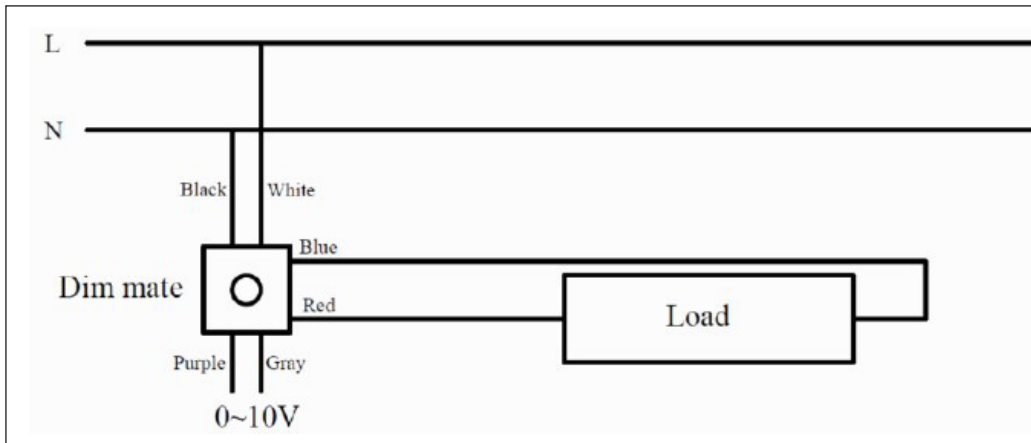 L
N
Black
White
Blue
Dim mate
Red
Load
Purple
Gray
0~10V